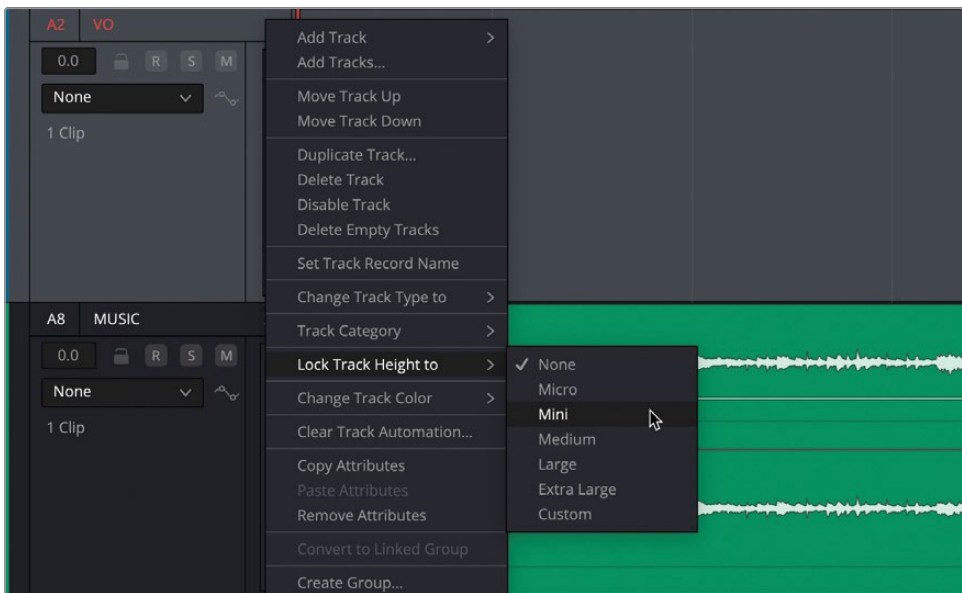 A2 VO
0.0 R S M
None
1 Clip
Add Track
Add Tracks...
Move Track Up
Move Track Down
Duplicate Track...
Delete Track
Disable Track
Delete Empty Tracks
Set Track Record Name
Change Track Type to
Track Category
Lock Track Height to
Change Track Color
Clear Track Automation...
Copy Attributes
Paste Attributes
Remove Attributes
Convert to Linked Group
Create Group...
None
Micro
Mini
Medium
Large
Extra Large
Custom
A8 MUSIC
0.0 R S M
None
1 Clip